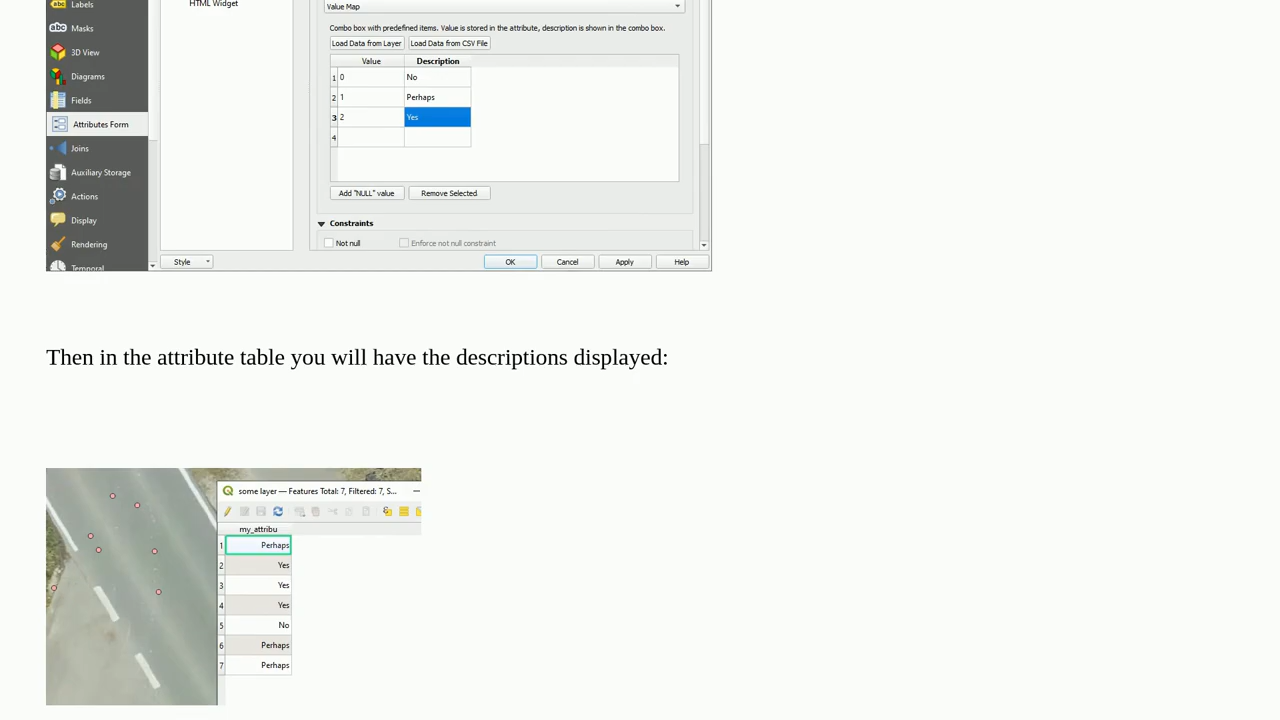 Labels
HTML Widget
Value Map
Masks
Combo box with predefined items. Value is stored in the attribute, description is shown in the combo box.
Load Data from Layer Load Data from CSV File
3D View
Value Description
Diagrams
1 0 No
Fields
2 1 Perhaps
Attributes Form
3 2 Yes
4
Joins
Auxiliary Storage
Actions
Add "NULL" value Remove Selected
Display
Constraints
Rendering
Not null Enforce not null constraint
Temporal
Style OK Cancel Apply Help
Then in the attribute table you will have the descriptions displayed:
some layer — Features Total: 7, Filtered: 7, S...
my_attribu
1 Perhaps
2 Yes
3 Yes
4 Yes
5 No
6 Perhaps
7 Perhaps